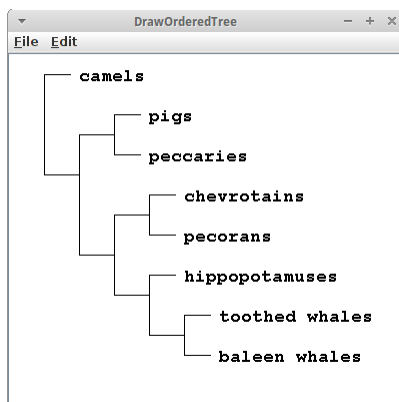 DrawOrderedTree
File Edit
camels
pigs
peccaries
chevrotains
pecorans
hippopotamuses
toothed whales
baleen whales